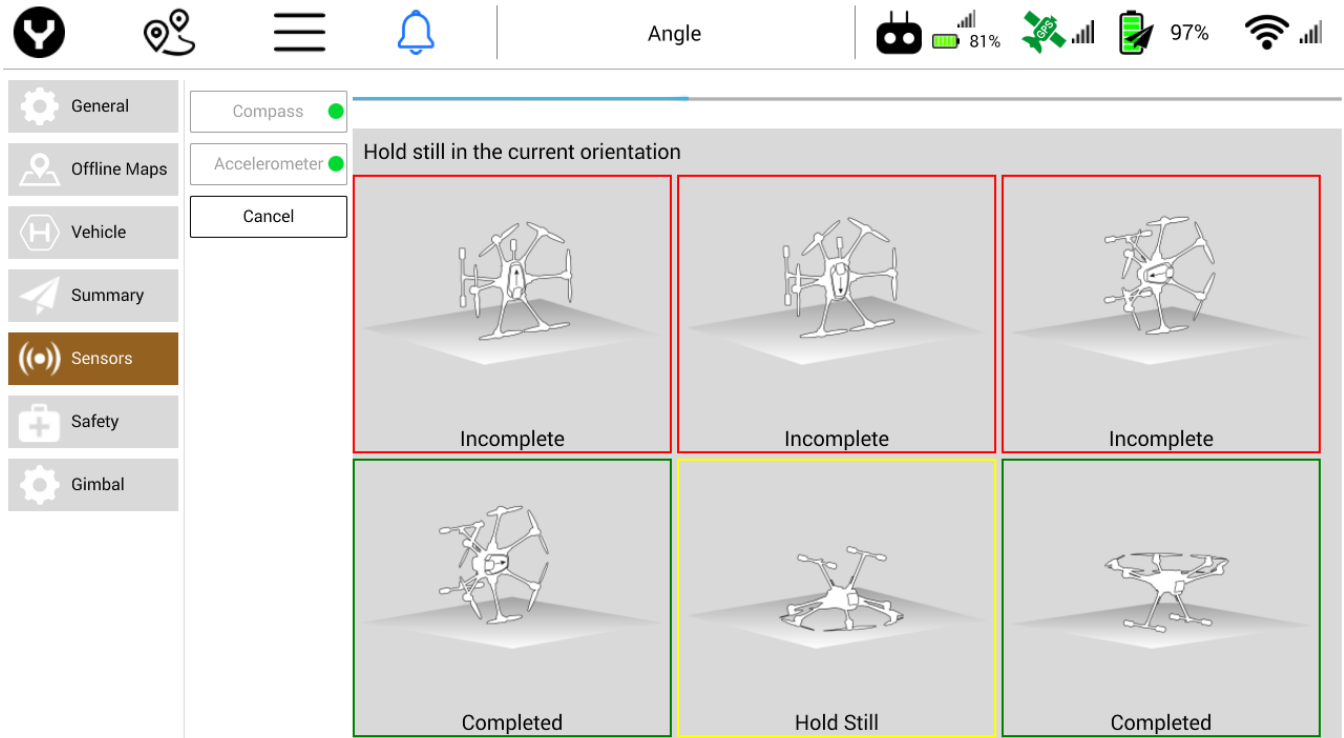 Angle
81%
GPS
97%
General
Offline Maps
Vehicle
Summary
Sensors
Safety
Gimbal
Compass
Accelerometer
Cancel
Hold still in the current orientation
Incomplete
Incomplete
Incomplete
Completed
Hold Still
Completed